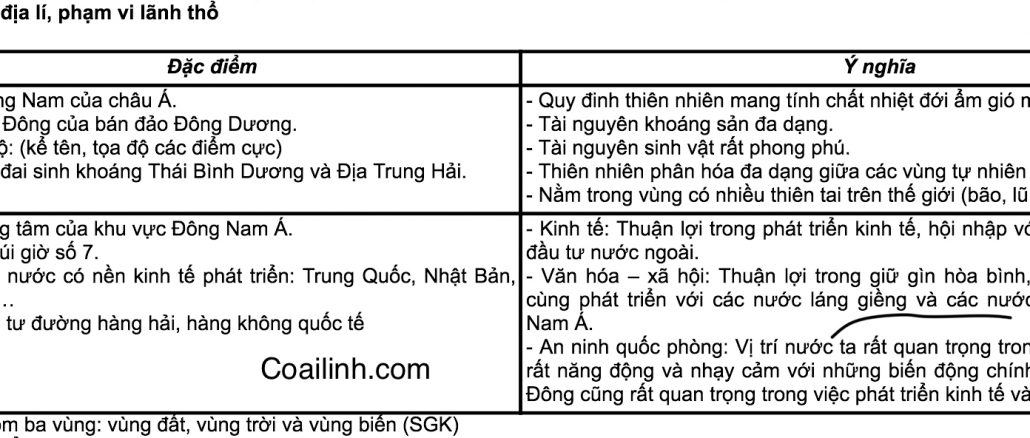 địa lí, phạm vi lãnh thổ
Đặc điểm
ng Nam của châu Á.
Đông của bán đảo Đông Dương.
ộ: (kể tên, tọa độ các điểm cực)
đai sinh khoáng Thái Bình Dương và Địa Trung Hải.
Ý nghĩa
- Quy đinh thiên nhiên mang tính chất nhiệt đới ẩm gió
- Tài nguyên khoáng sản đa dạng.
- Tài nguyên sinh vật rất phong phú.
- Thiên nhiên phân hóa đa dạng giữa các vùng tự nhiên
- Nằm trong vùng có nhiều thiên tai trên thế giới (bão, lũ
g tâm của khu vực Đông Nam Á.
úi giờ số 7.
nước có nền kinh tế phát triển: Trung Quốc, Nhật Bản,
..
tư đường hàng hải, hàng không quốc tế
Coailinh.com
- Kinh tế: Thuận lợi trong phát triển kinh tế, hội nhập
đầu tư nước ngoài.
- Văn hóa – xã hội: Thuận lợi trong giữ gìn hòa bình,
cùng phát triển với các nước láng giềng và các nước
Nam Á.
- An ninh quốc phòng: Vị trí nước ta rất quan trọng
rất năng động và nhạy cảm với những biến động chính
Đông cũng rất quan trọng trong việc phát triển kinh tế và
ba vùng: vùng đất, vùng trời và vùng biển (SGK)